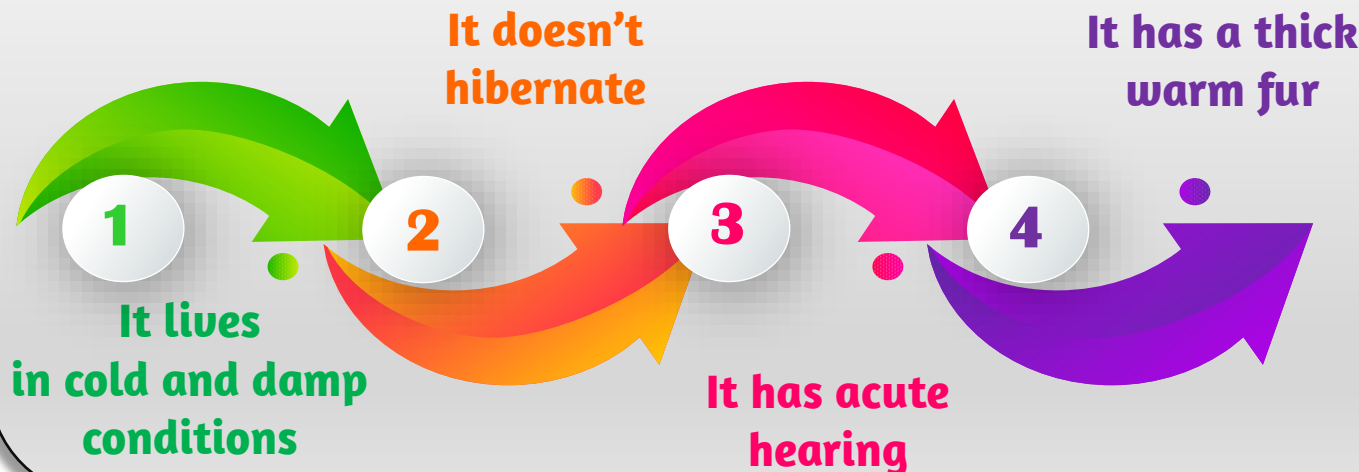 1
It lives
in cold and damp
conditions
2
It doesn’t
hibernate
3
It has acute
hearing
4
It has a thick
warm fur